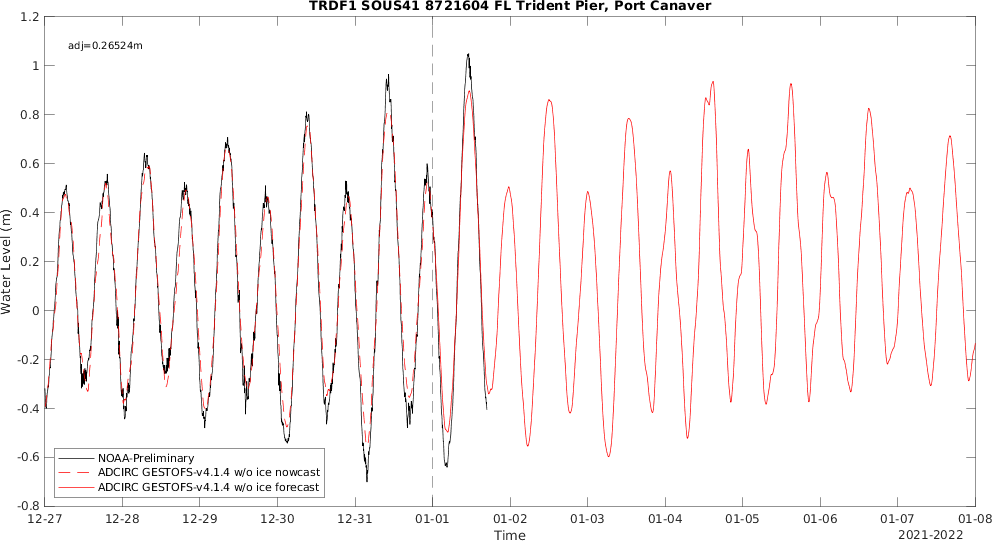 TRDF1 SOUS41 8721604 FL Trident Pier, Port Canaver
1.2
1
0.8
0.6
0.4
0.2
0
-0.2
-0.4
-0.6
-0.8
Water Level (m)
adj=0.26524m
NOAA-Preliminary
ADCIRC GESTOFS-v4.1.4 w/o ice nowcast
ADCIRC GESTOFS-v4.1.4 w/o ice forecast
12-27 12-28 12-29 12-30 12-31 01-01 01-02 01-03 01-04 01-05 01-06 01-07 01-08
Time
2021-2022